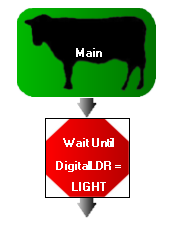 Main
Wait Until
DigitalLDR =
LIGHT